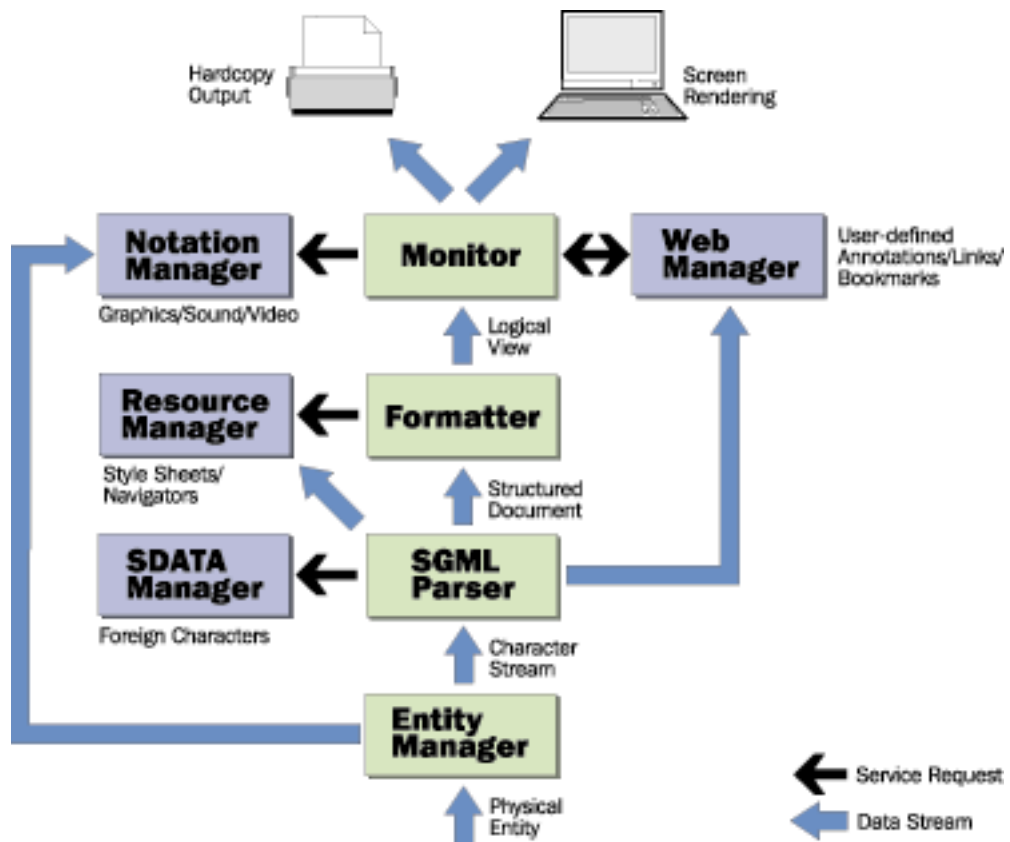 Hardcopy
Output
Screen
Rendering
Notation
Manager
Graphics/Sound/Video
Monitor
Web
Manager
User-defined
Annotations/Links/
Bookmarks
Logical
View
Resource
Manager
Style Sheets/
Navigators
Formatter
Structured
Document
SDATA
Manager
Foreign Characters
SGML
Parser
Character
Stream
Entity
Manager
Physical
Entity
Service Request
Data Stream